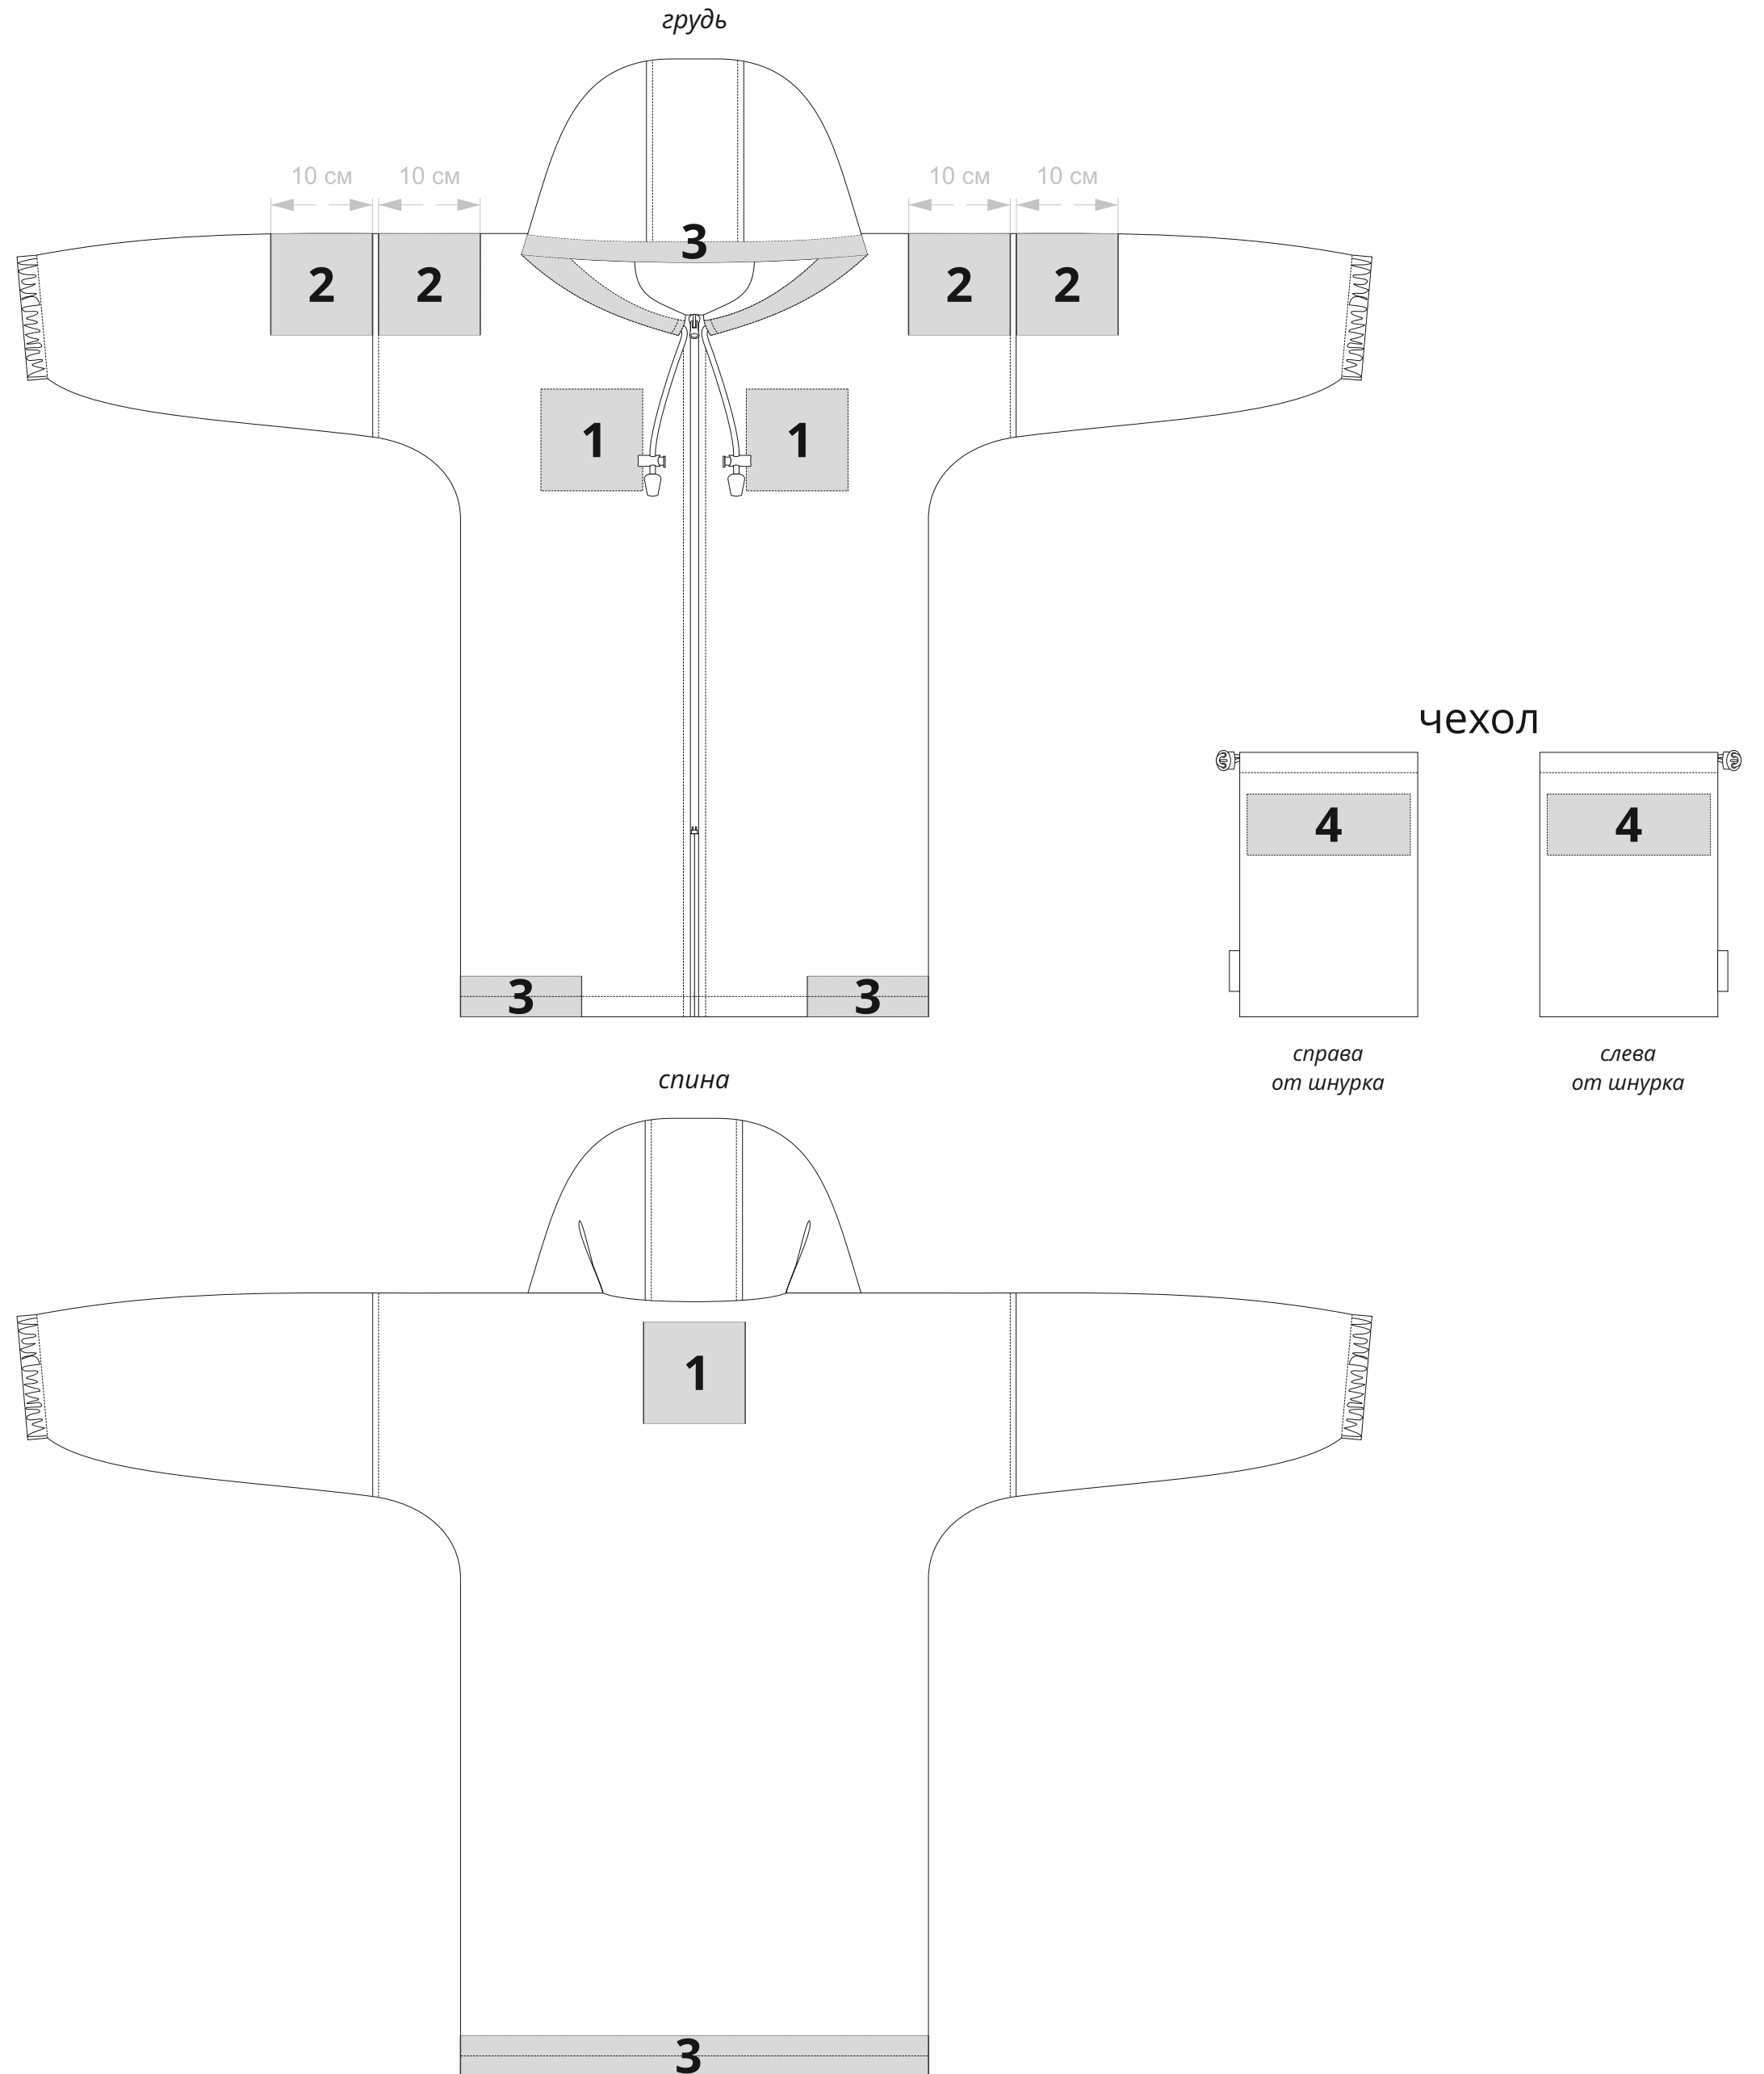 грудь
10 см 10 см 10 см 10 см
3
2 2 2 2
1 1
чехол
4 4
3 3
справа
от шнурка
слева
от шнурка
спина
1
3